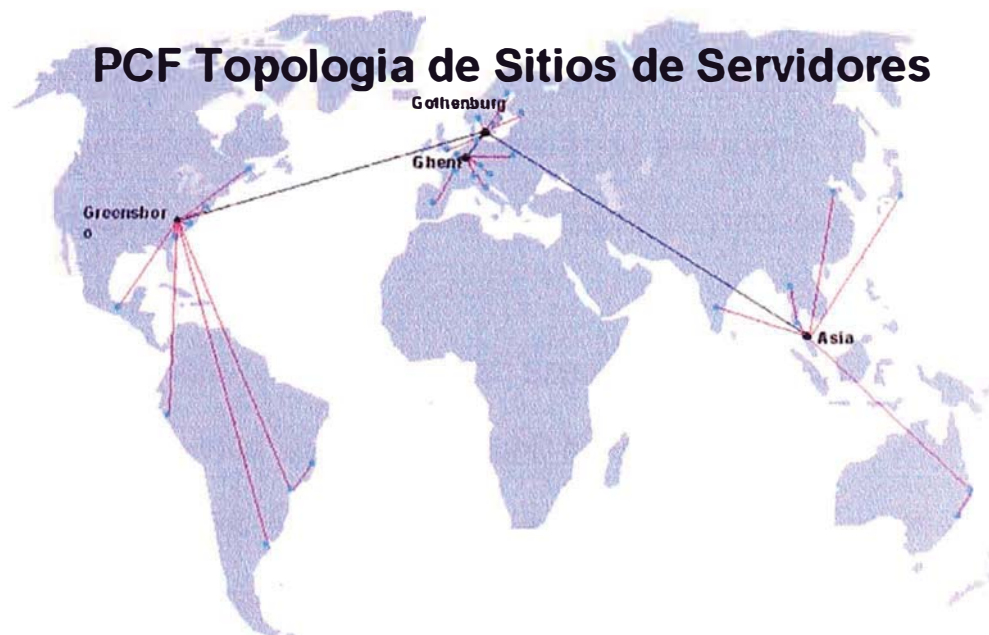 PCF Topologia de Sitios de Servidores
Gothenburg
Ghent
Greensbor
o
Asia